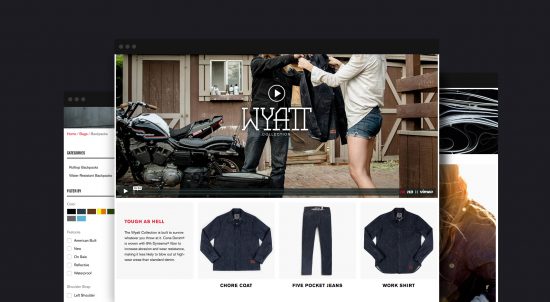 WYATT
COLLECTION
HD
vimeo
Home / Bags / Backpacks
CATEGORIES
Rolltop Backpacks
Water Resistant Backpacks
FILTER BY
Color
Features
American Built
New
On Sale
Reflective
Waterproof
Shoulder Strap
Left Shoulder
TOUGH AS HELL
The Wyatt Collection is built to survive
whatever you throw at it. Cone Denim®
is woven with 9% Dyneema® fiber to
increase abrasion and tear resistance,
making it less likely to blow out at high-
wear areas than standard denim.
CHORE COAT
FIVE POCKET JEANS
WORK SHIRT